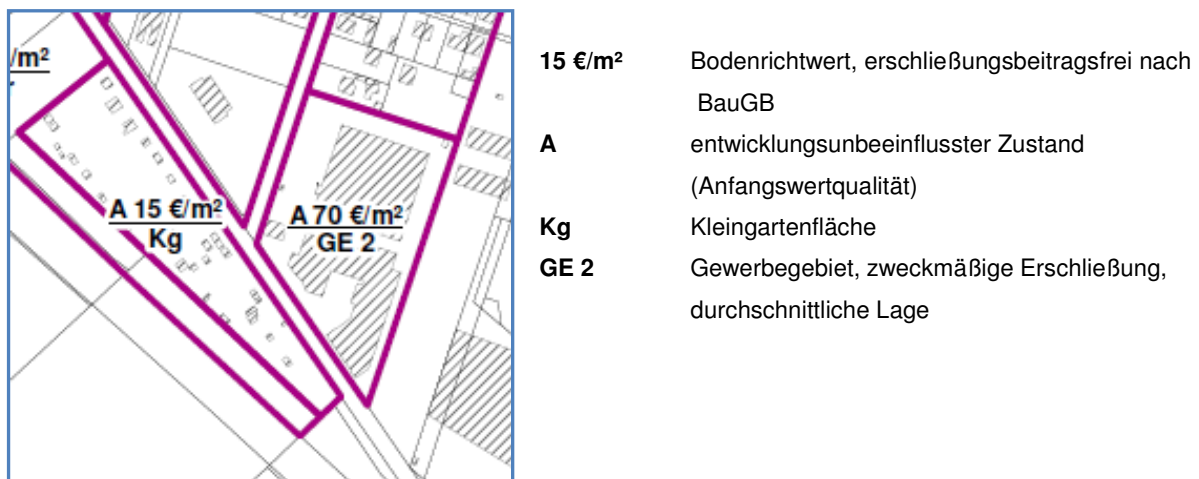 /m²
A 15 €/m²
Kg
A 70 €/m²
GE 2
15 €/m² Bodenrichtwert, erschließungsbeitragsfrei nach
BauGB
A entwicklungsunbeeinflusster Zustand
(Anfangswertqualität)
Kg Kleingartenfläche
GE 2 Gewerbegebiet, zweckmäßige Erschließung,
durchschnittliche Lage